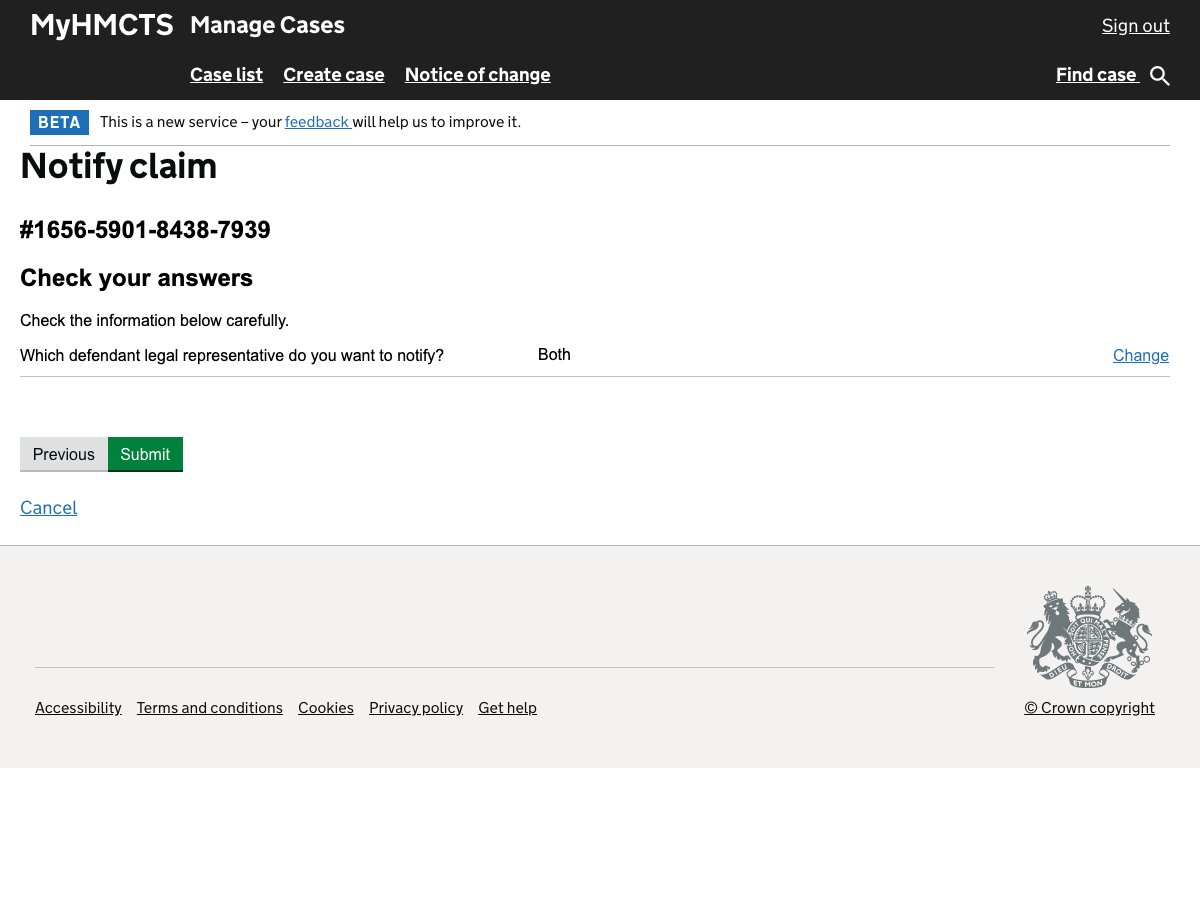 MyHMCTS Manage Cases Sign out
Case list Create case Notice of change Find case
BETA This is a new service – your feedback will help us to improve it.
Notify claim
#1656-5901-8438-7939
Check your answers
Check the information below carefully.
Which defendant legal representative do you want to notify? Both Change
Previous Submit
Cancel
DIEU ET MON DROIT
Accessibility Terms and conditions Cookies Privacy policy Get help © Crown copyright